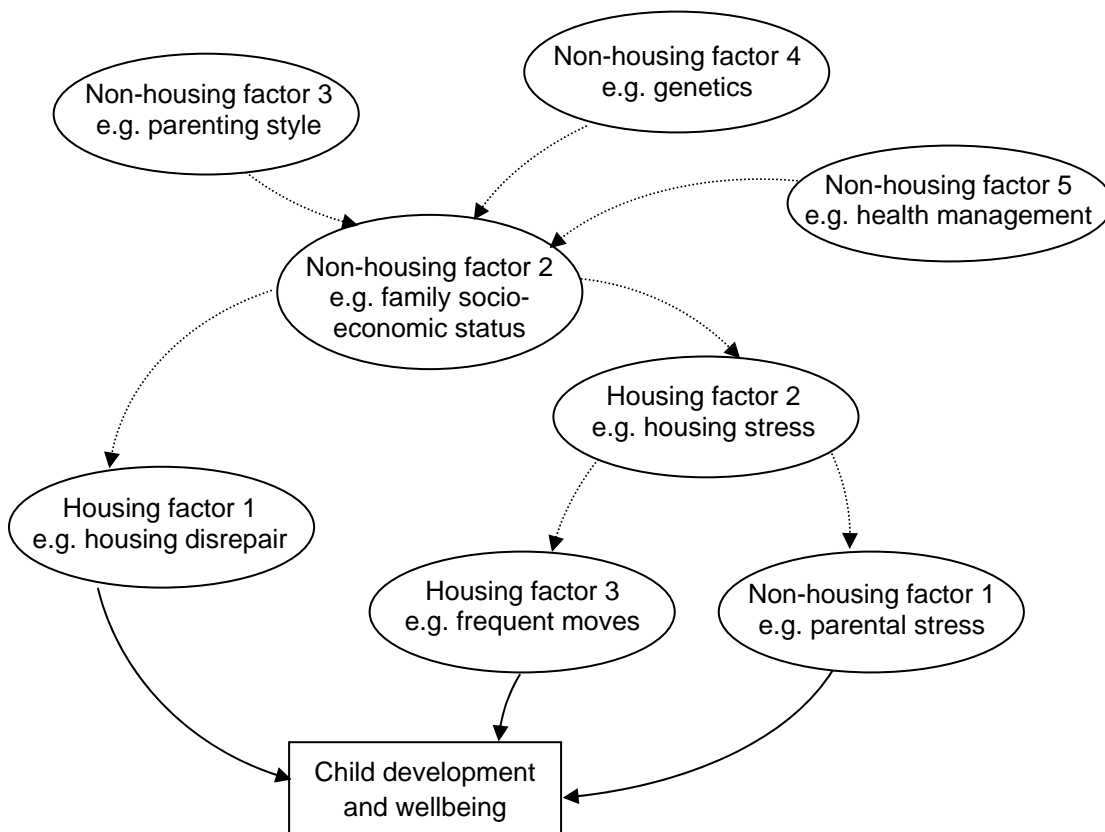 Non-housing factor 4
e.g. genetics
Non-housing factor 3
e.g. parenting style
Non-housing factor 5
e.g. health management
Non-housing factor 2
e.g. family socio-
economic status
Housing factor 2
e.g. housing stress
Housing factor 1
e.g. housing disrepair
Housing factor 3
e.g. frequent moves
Non-housing factor 1
e.g. parental stress
Child development
and wellbeing